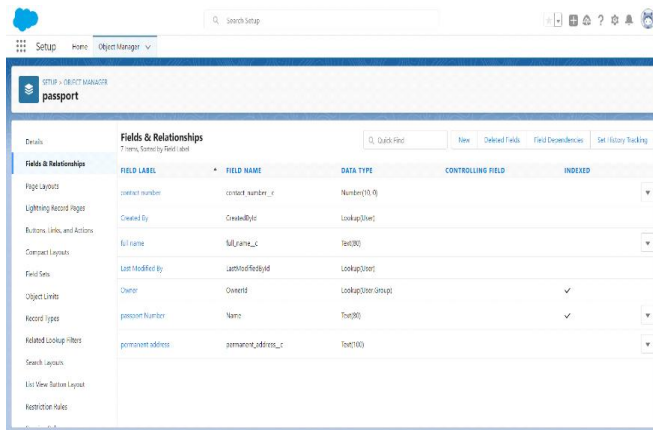 Search Setup
Setup Home Object Manager
SETUP > OBJECT MANAGER
passport
Details
Fields & Relationships
Page Layouts
Lightning Record Pages
Buttons, Links, and Actions
Compact Layouts
Field Sets
Object Limits
Record Types
Related Lookup Filters
Search Layouts
List View Button Layout
Restriction Rules
Fields & Relationships
7 Items, Sorted by Field Label
Quick Find
New Deleted Fields Field Dependencies Set History Tracking
FIELD LABEL FIELD NAME DATA TYPE CONTROLLING FIELD INDEXED
contact number contact_number__c Number(10, 0)
Created By CreatedById Lookup(User)
full name full_name__c Text(80)
Last Modified By LastModifiedById Lookup(User)
Owner OwnerId Lookup(User,Group)
passport Number Name Text(80)
permanent address permanent_address__c Text(100)